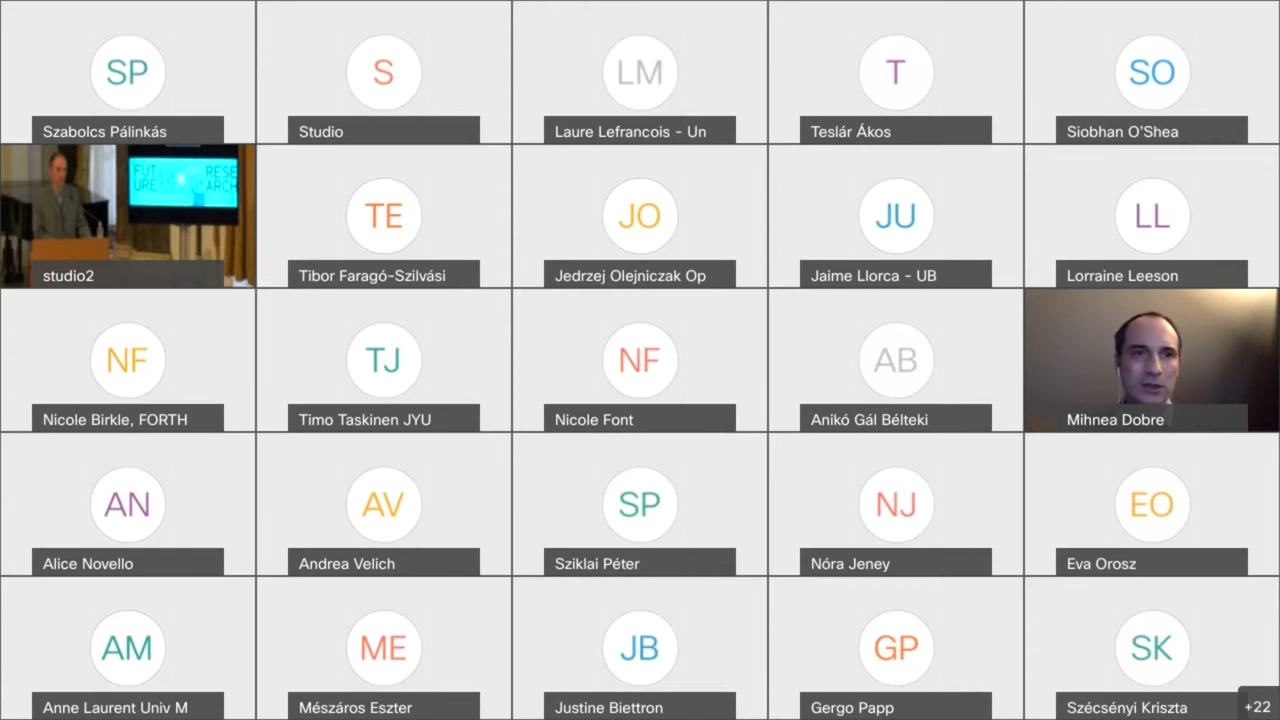 SP
Szabolcs Pálinkás
S
Studio
LM
Laure Lefrancois - Un
T
Teslár Ákos
SO
Siobhan O'Shea
FUT
URE
RESE
ARCH
studio2
TE
Tibor Faragó-Szilvási
JO
Jedrzej Olejniczak Op
JU
Jaime Llorca - UB
LL
Lorraine Leeson
NF
Nicole Birkle, FORTH
TJ
Timo Taskinen JYU
NF
Nicole Font
AB
Anikó Gál Bélteki
Mihnea Dobre
AN
Alice Novello
AV
Andrea Velich
SP
Sziklai Péter
NJ
Nóra Jeney
EO
Eva Orosz
AM
Anne Laurent Univ M
ME
Mészáros Eszter
JB
Justine Biettron
GP
Gergo Papp
SK
Szécsényi Kriszta
+22